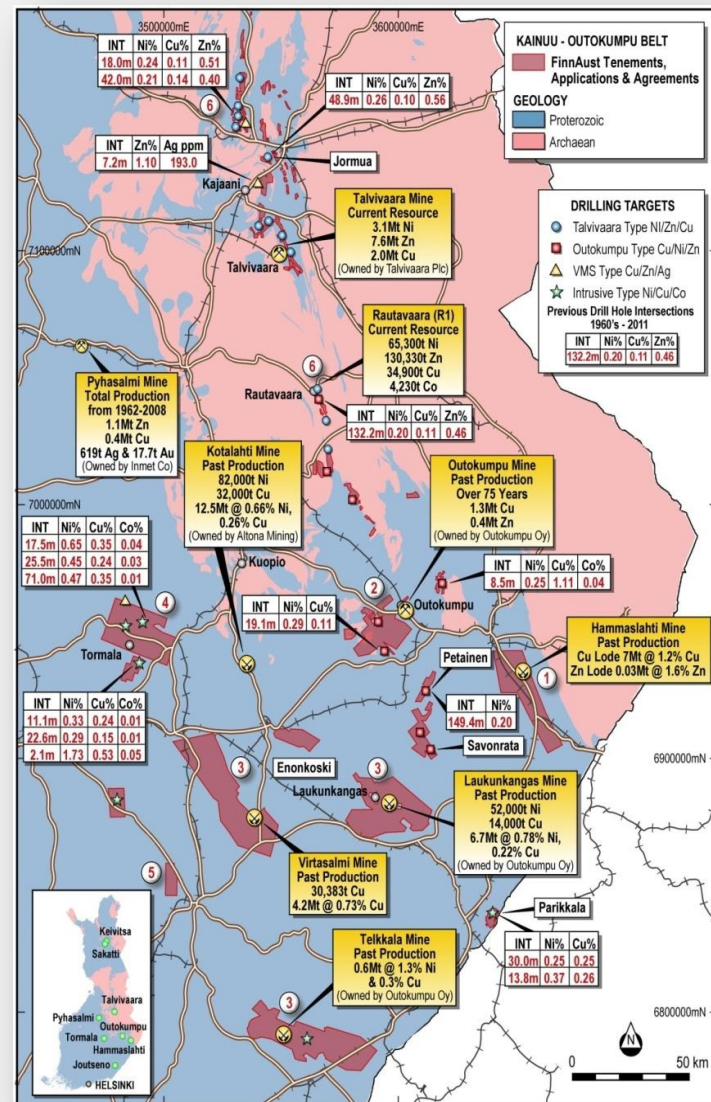 3500000mE
3600000mE
INT Ni% Cu% Zn%
18.0m 0.24 0.11 0.51
42.0m 0.21 0.14 0.40
6
INT Ni% Cu% Zn%
48.9m 0.26 0.10 0.56
KAINUU - OUTOKUMPU BELT
FinnAust Tenements,
Applications & Agreements
GEOLOGY
Proterozoic
Archaean
INT Zn% Ag ppm
7.2m 1.10 193.0
Jormua
Kajaani
Talvivaara Mine
Current Resource
3.1Mt Ni
7.6Mt Zn
2.0Mt Cu
(Owned by Talvivaara Plc)
DRILLING TARGETS
Talvivaara Type NI/Zn/Cu
Outokumpu Type Cu/Ni/Zn
VMS Type Cu/Zn/Ag
Intrusive Type Ni/Cu/Co
Previous Drill Hole Intersections
1960's - 2011
INT Ni% Cu% Zn%
132.2m 0.20 0.11 0.46
7100000mN
Talvivaara
Rautavaara (R1)
Current Resource
65,300t Ni
130,330t Zn
34,900t Cu
4,230t Co
Pyhasalmi Mine
Total Production
from 1962-2008
1.1Mt Zn
0.4Mt Cu
619t Ag & 17.7t Au
(Owned by Inmet Co)
6
Rautavaara
INT Ni% Cu% Zn%
132.2m 0.20 0.11 0.46
Kotalahti Mine
Past Production
82,000t Ni
32,000t Cu
12.5Mt @ 0.66% Ni,
0.26% Cu
(Owned by Altona Mining)
Outokumpu Mine
Past Production
Over 75 Years
1.3Mt Cu
0.4Mt Zn
(Owned by Outokumpu Oy)
7000000mN
INT Ni% Cu% Co%
17.5m 0.65 0.35 0.04
25.5m 0.45 0.24 0.03
71.0m 0.47 0.35 0.01
Kuopio
INT Ni% Cu% Co%
8.5m 0.25 1.11 0.04
4
2
Outokumpu
INT Ni% Cu%
19.1m 0.29 0.11
Tormala
Hammaslahti Mine
Past Production
Cu Lode 7Mt @ 1.2% Cu
Zn Lode 0.03Mt @ 1.6% Zn
1
Petainen
INT Ni%
149.4m 0.20
INT Ni% Cu% Co%
11.1m 0.33 0.24 0.01
22.6m 0.29 0.15 0.01
2.1m 1.73 0.53 0.05
Savonrata
6900000mN
3
Enonkoski
3
Laukunkangas
Laukunkangas Mine
Past Production
52,000t Ni
14,000t Cu
6.7Mt @ 0.78% Ni,
0.22% Cu
(Owned by Outokumpu Oy)
Virtasalmi Mine
Past Production
30,383t Cu
4.2Mt @ 0.73% Cu
5
Parikkala
INT Ni% Cu%
30.0m 0.25 0.25
13.8m 0.37 0.26
Telkkala Mine
Past Production
0.6Mt @ 1.3% Ni
& 0.3% Cu
(Owned by Outokumpu Oy)
3
6800000mN
Keivitsa
Sakatti
Talvivaara
Pyhasalmi
Outokumpu
Tormala
Hammaslahti
Joutseno
HELSINKI
N
0 50 km